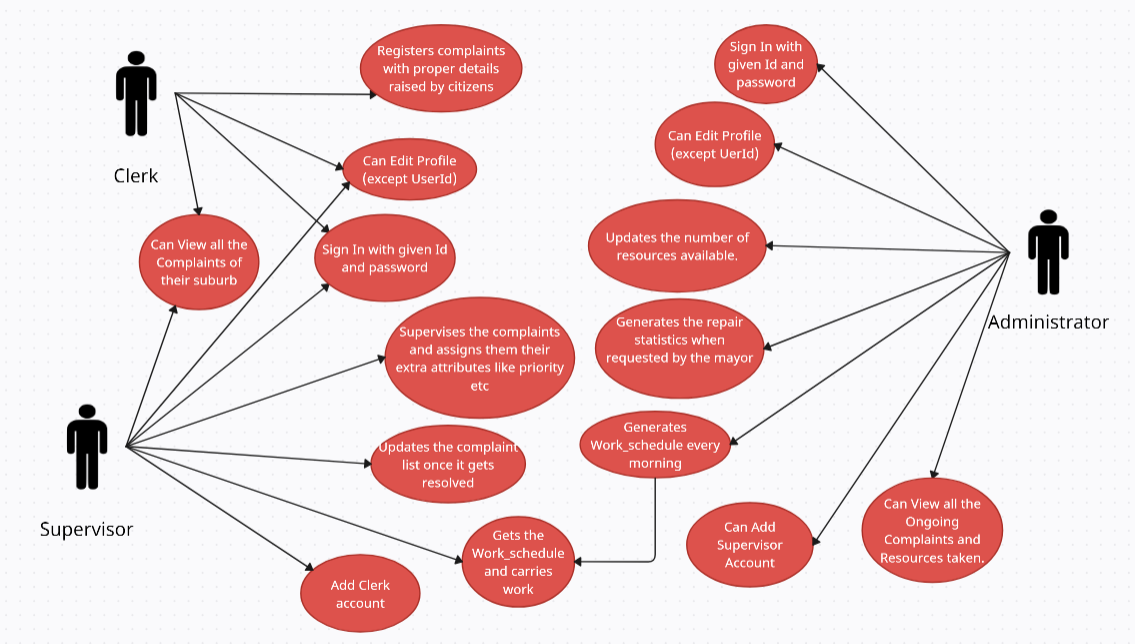 Registers complaints
with proper details
raised by citizens
Sign In with
given Id and
password
Can Edit Profile
(except UerId)
Clerk
Can Edit Profile
(except UserId)
Can View all the
Complaints of
their suburb
Sign In with given Id
and password
Updates the number of
resources available.
Administrator
Supervises the complaints
and assigns them their
extra attributes like priority
etc
Generates the repair
statistics when
requested by the mayor
Supervisor
Updates the complaint
list once it gets
resolved
Generates
Work_schedule every
morning
Gets the
Work_schedule
and carries
work
Can Add
Supervisor
Account
Can View all the
Ongoing
Complaints and
Resources taken.
Add Clerk
account